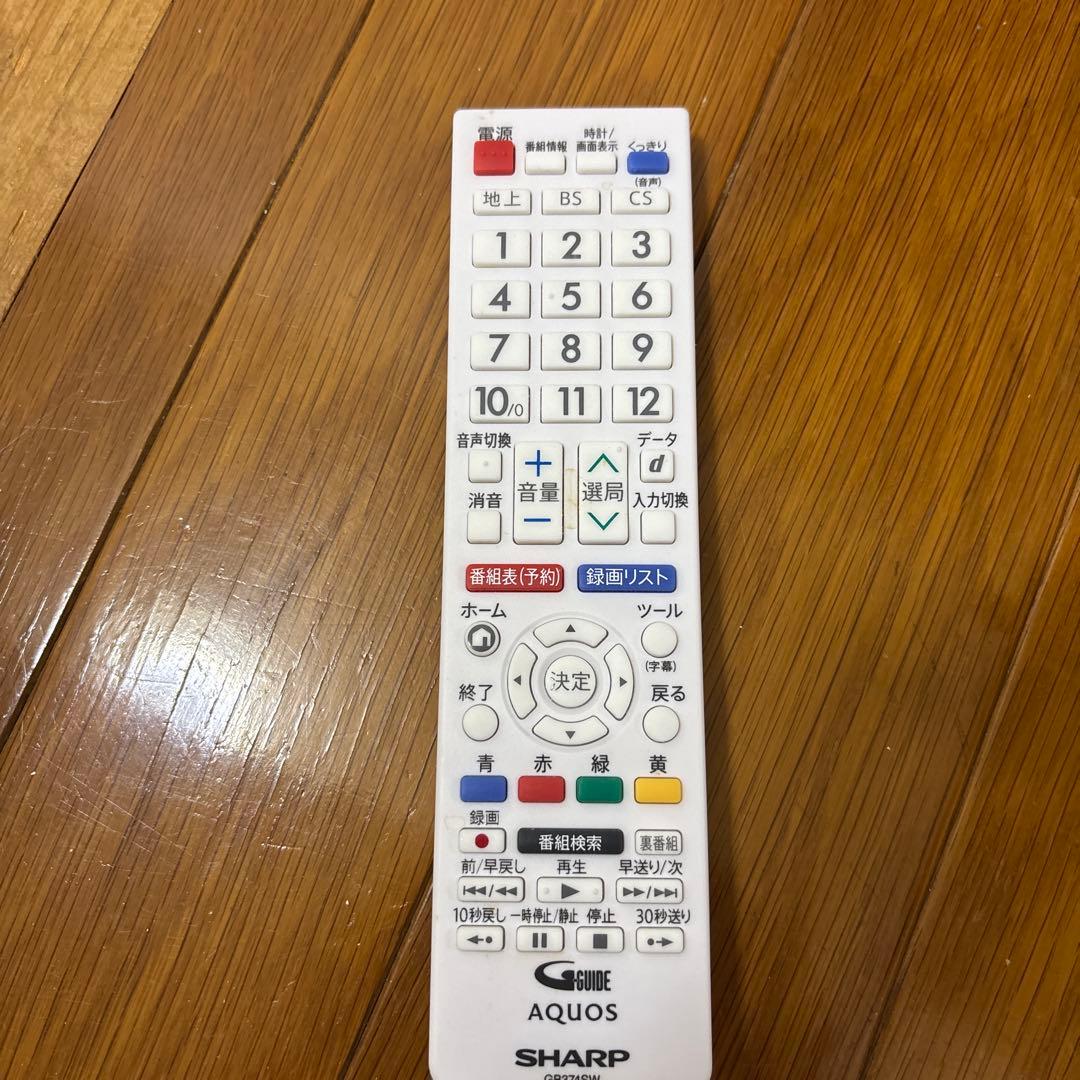 電源
番組情報
時計/
画面表示
くっきり
(音声)
地上 BS CS
1 2 3
4 5 6
7 8 9
10/0 11 12
音声切換
データ
d
+
音量
−
選局
消音
入力切換
番組表(予約) 録画リスト
ホーム
ツール
(字幕)
決定
終了
戻る
青 赤 緑 黄
録画
番組検索
裏番組
前/早戻し 再生 早送り/次
10秒戻し 一時停止/静止 停止 30秒送り
G-GUIDE
AQUOS
SHARP
GB374SW